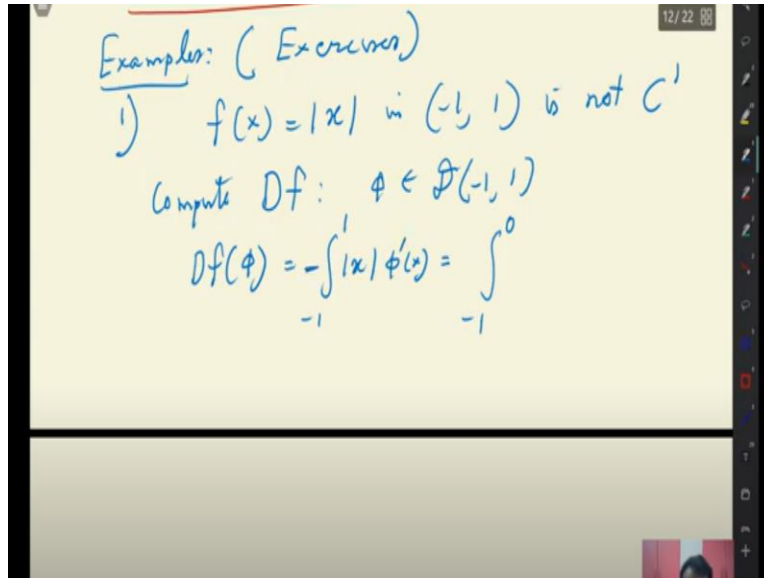 12/22
Examples: ( Exercises)
1) f(x) = |x| in (-1, 1) is not C¹
Compute Df : φ ∈ 𝒟(-1, 1)
Df(φ) = -∫_{-1}^{1} |x| φ'(x) = ∫_{-1}^{0}